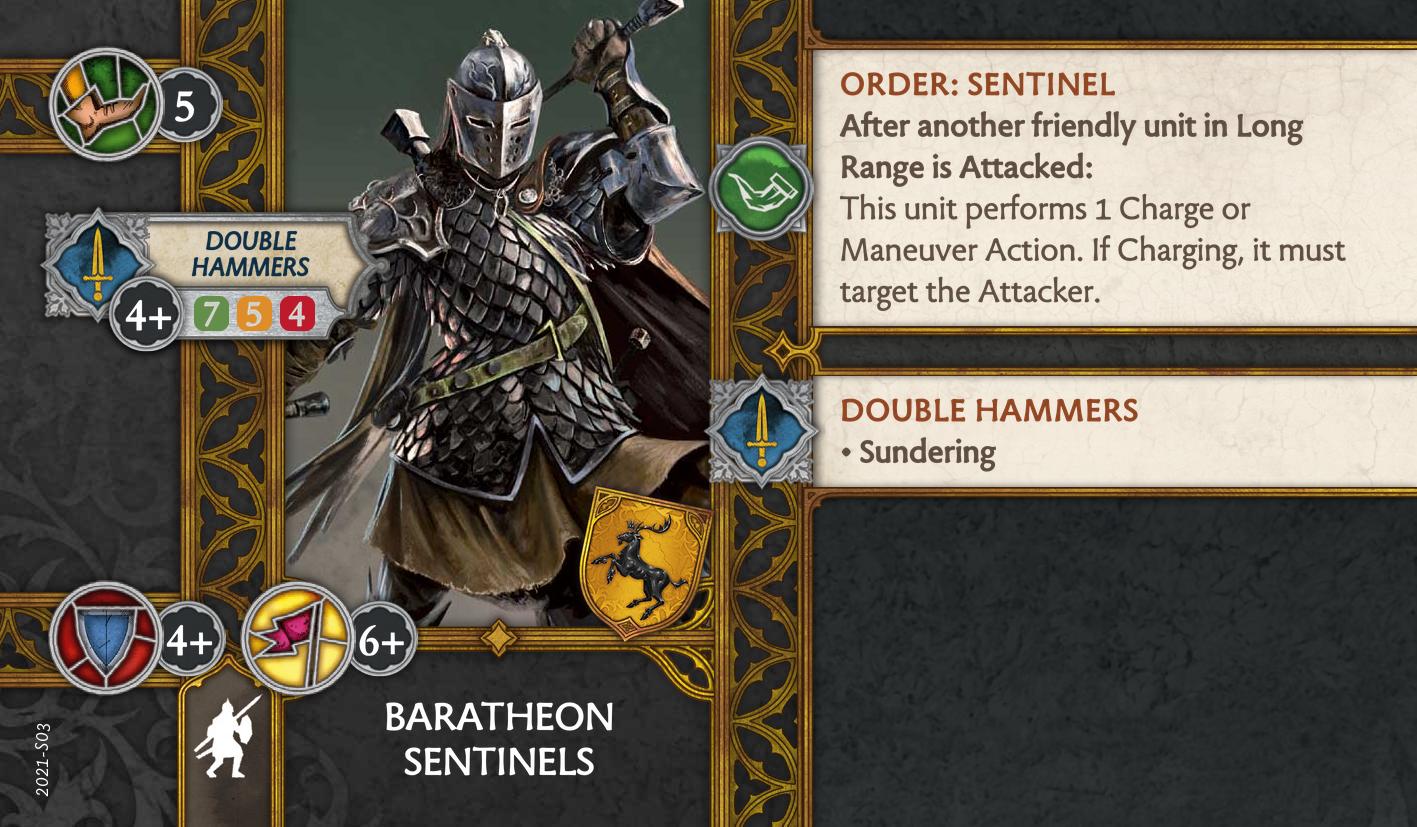 5
DOUBLE
HAMMERS
4+ 7 5 4
4+ 6+
BARATHEON
SENTINELS
2021-S03
ORDER: SENTINEL
After another friendly unit in Long
Range is Attacked:
This unit performs 1 Charge or
Maneuver Action. If Charging, it must
target the Attacker.
DOUBLE HAMMERS
• Sundering